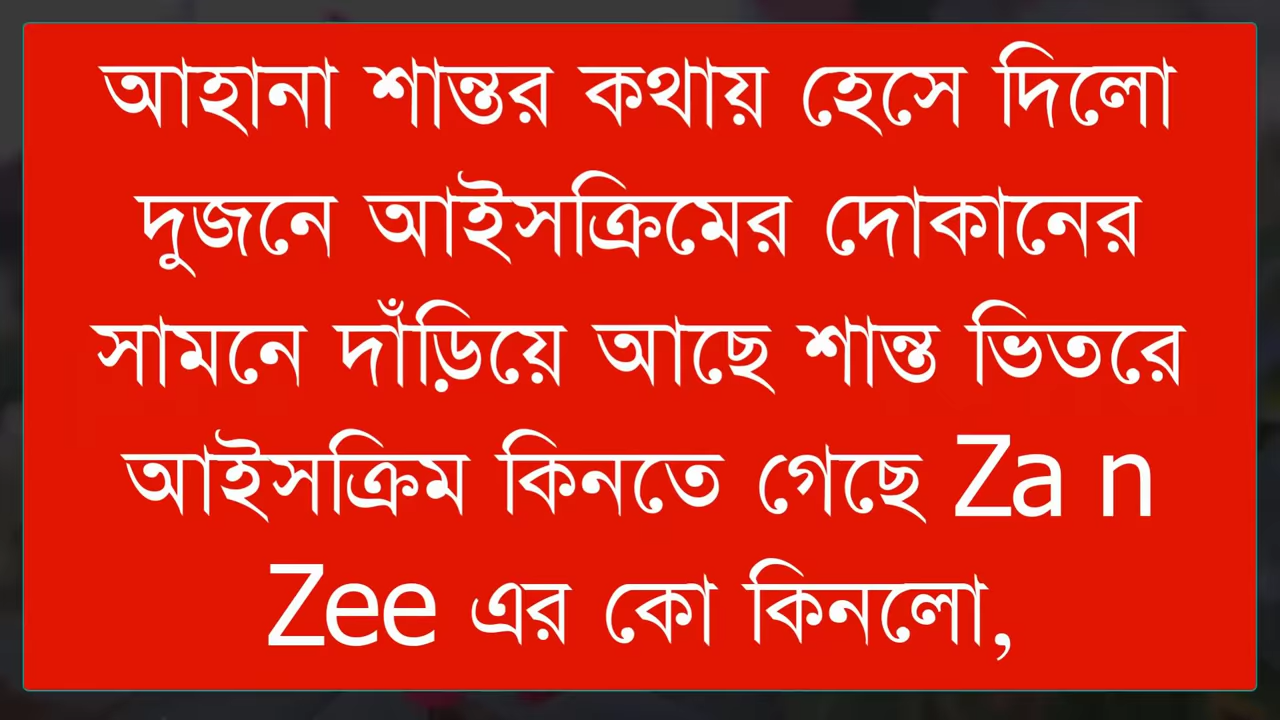 আহানা শান্তর কথায় হেসে দিলো
দুজনে আইসক্রিমের দোকানের
সামনে দাঁড়িয়ে আছে শান্ত ভিতরে
আইসক্রিম কিনতে গেছে Za n
Zee এর কো কিনলো,